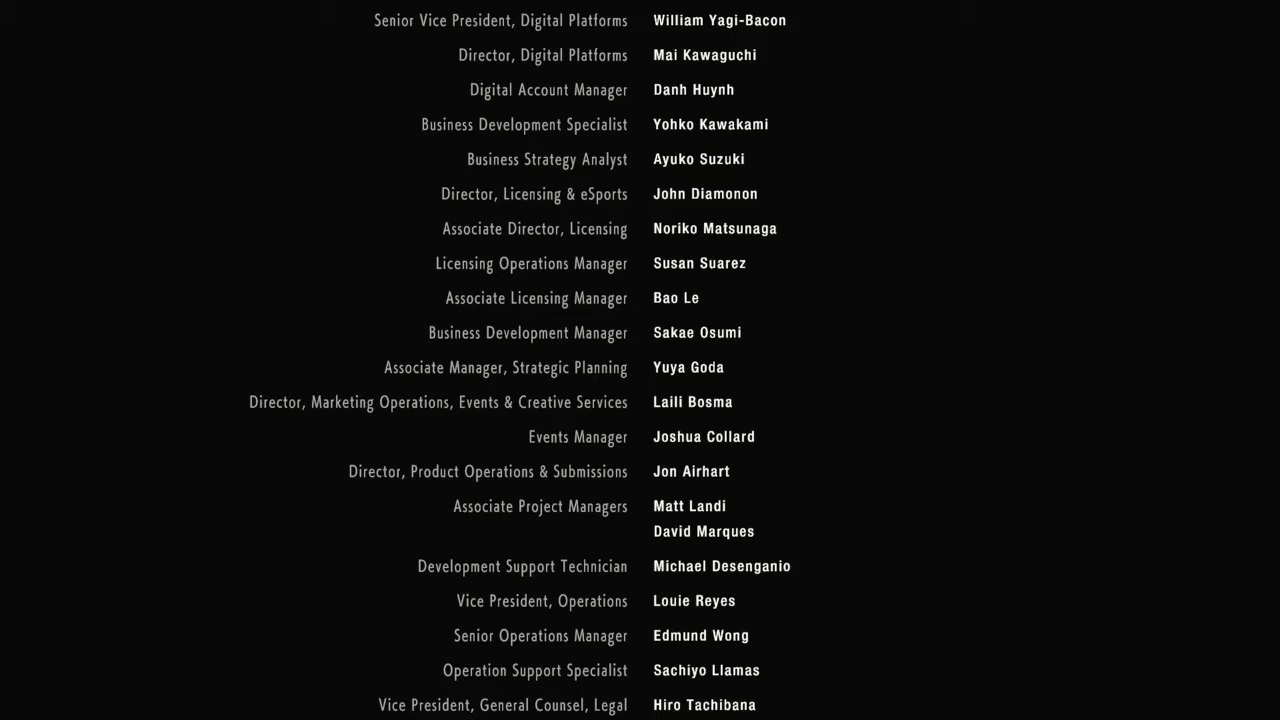 Senior Vice President, Digital Platforms William Yagi-Bacon
Director, Digital Platforms Mai Kawaguchi
Digital Account Manager Danh Huynh
Business Development Specialist Yohko Kawakami
Business Strategy Analyst Ayuko Suzuki
Director, Licensing & eSports John Diamonon
Associate Director, Licensing Noriko Matsunaga
Licensing Operations Manager Susan Suarez
Associate Licensing Manager Bao Le
Business Development Manager Sakae Osumi
Associate Manager, Strategic Planning Yuya Goda
Director, Marketing Operations, Events & Creative Services Laili Bosma
Events Manager Joshua Collard
Director, Product Operations & Submissions Jon Airhart
Associate Project Managers Matt Landi
David Marques
Development Support Technician Michael Desenganio
Vice President, Operations Louie Reyes
Senior Operations Manager Edmund Wong
Operation Support Specialist Sachiyo Llamas
Vice President, General Counsel, Legal Hiro Tachibana